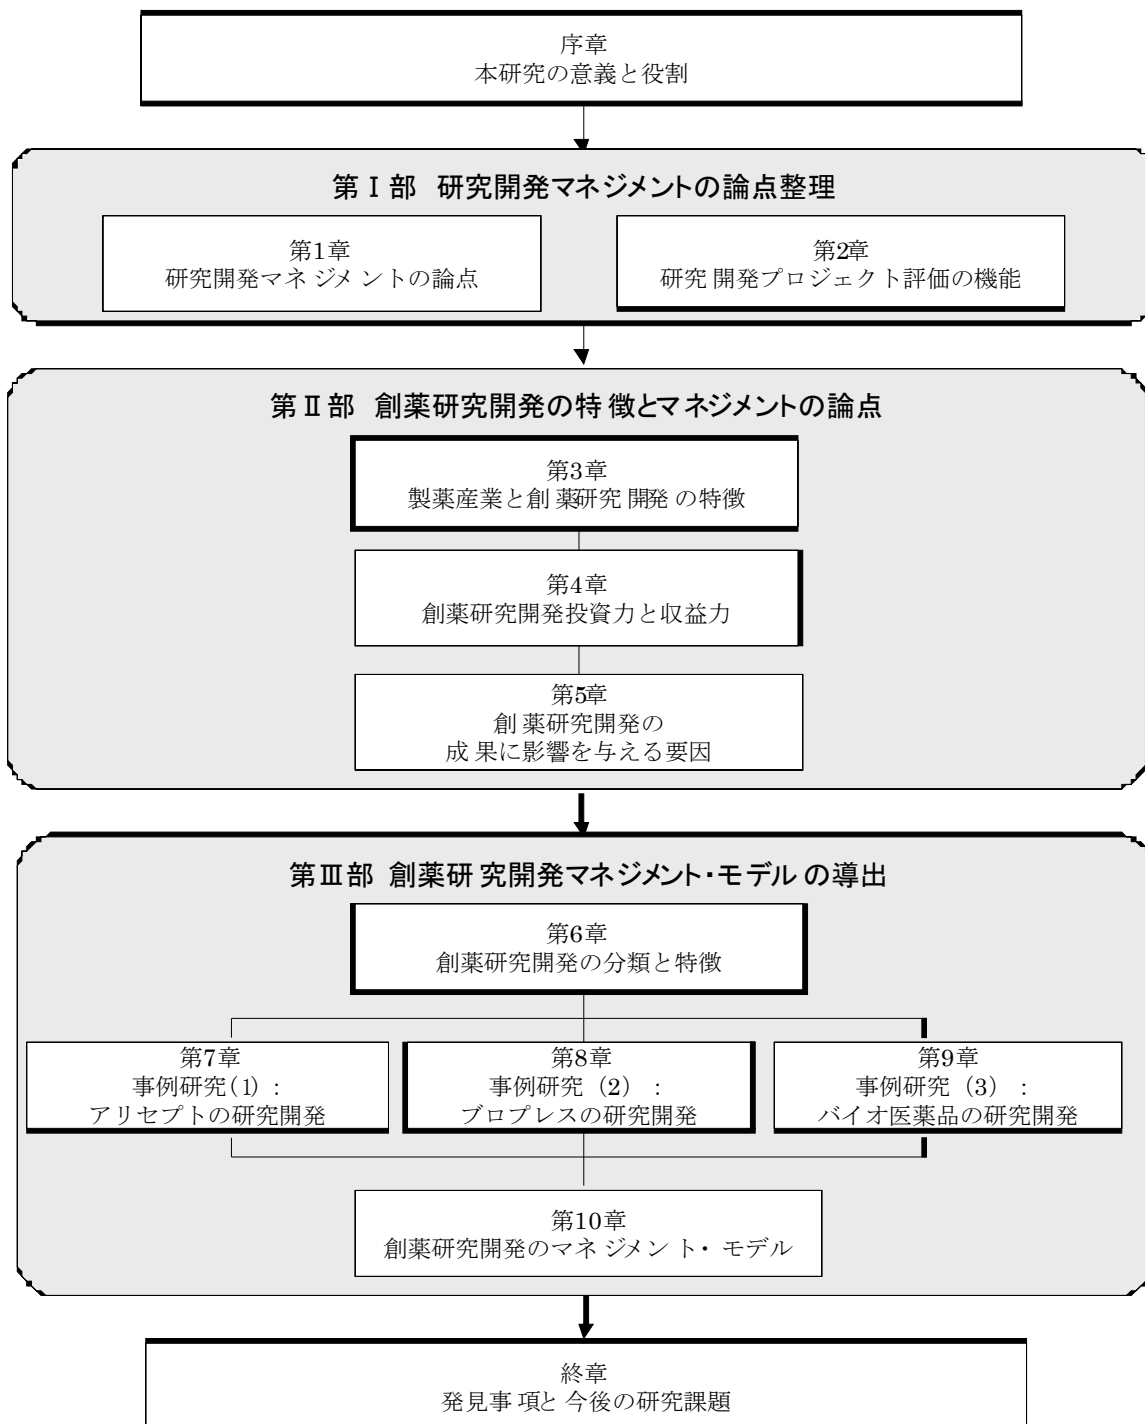 序章
本研究の意義と役割
第Ⅰ部 研究開発マネジメントの論点整理
第1章
研究開発マネジメントの論点
第2章
研究開発プロジェクト評価の機能
第Ⅱ部 創薬研究開発の特徴とマネジメントの論点
第3章
製薬産業と創薬研究開発の特徴
第4章
創薬研究開発投資力と収益力
第5章
創薬研究開発の
成果に影響を与える要因
第Ⅲ部 創薬研究開発マネジメント・モデルの導出
第6章
創薬研究開発の分類と特徴
第7章
事例研究(1)：
アリセプトの研究開発
第8章
事例研究（2）：
ブロプレスの研究開発
第9章
事例研究（3）：
バイオ医薬品の研究開発
第10章
創薬研究開発のマネジメント・モデル
終章
発見事項と今後の研究課題